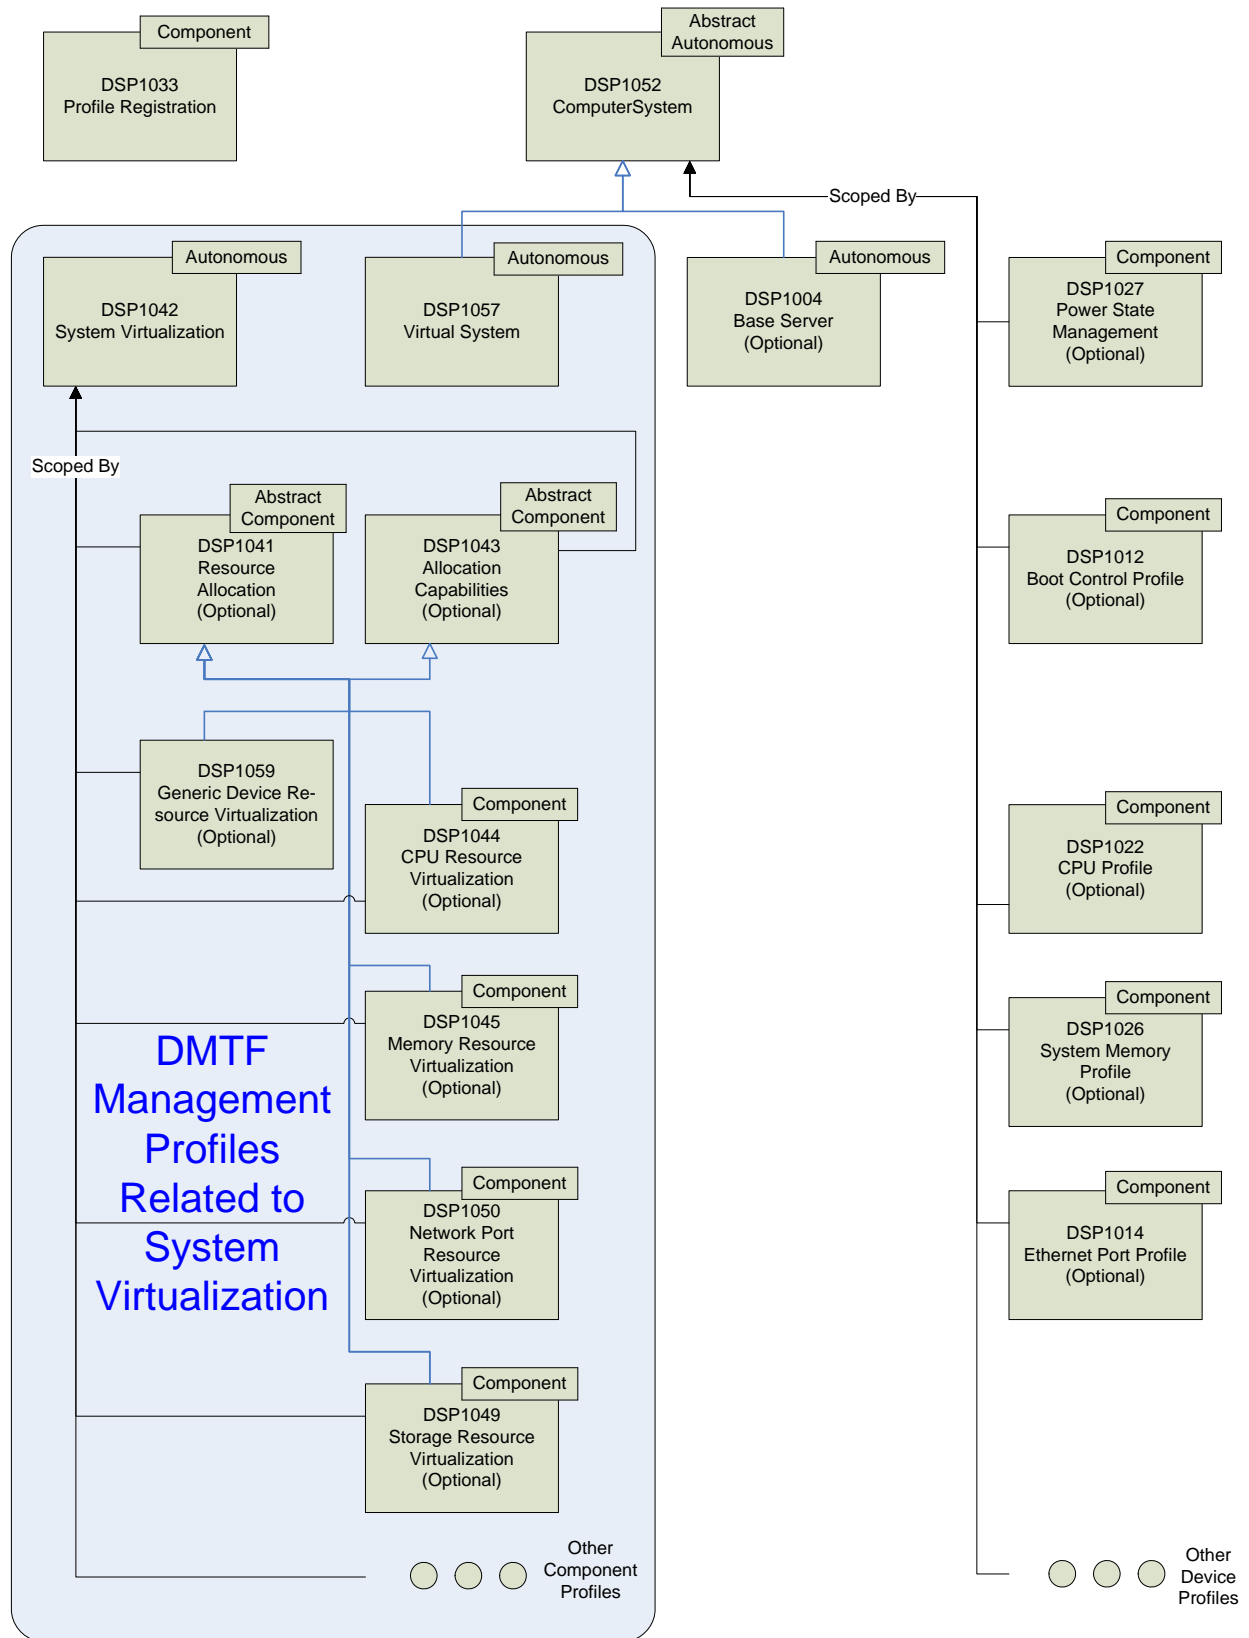 Component
DSP1033
Profile Registration
Abstract
Autonomous
DSP1052
ComputerSystem
Scoped By
Autonomous
DSP1042
System Virtualization
Autonomous
DSP1057
Virtual System
Autonomous
DSP1004
Base Server
(Optional)
Component
DSP1027
Power State
Management
(Optional)
Scoped By
Abstract
Component
DSP1041
Resource
Allocation
(Optional)
Abstract
Component
DSP1043
Allocation
Capabilities
(Optional)
Component
DSP1012
Boot Control Profile
(Optional)
DSP1059
Generic Device Re-
source Virtualization
(Optional)
Component
DSP1044
CPU Resource
Virtualization
(Optional)
Component
DSP1022
CPU Profile
(Optional)
Component
DSP1045
Memory Resource
Virtualization
(Optional)
Component
DSP1026
System Memory
Profile
(Optional)
DMTF
Management
Profiles
Related to
System
Virtualization
Component
DSP1050
Network Port
Resource
Virtualization
(Optional)
Component
DSP1014
Ethernet Port Profile
(Optional)
Component
DSP1049
Storage Resource
Virtualization
(Optional)
Other
Component
Profiles
Other
Device
Profiles